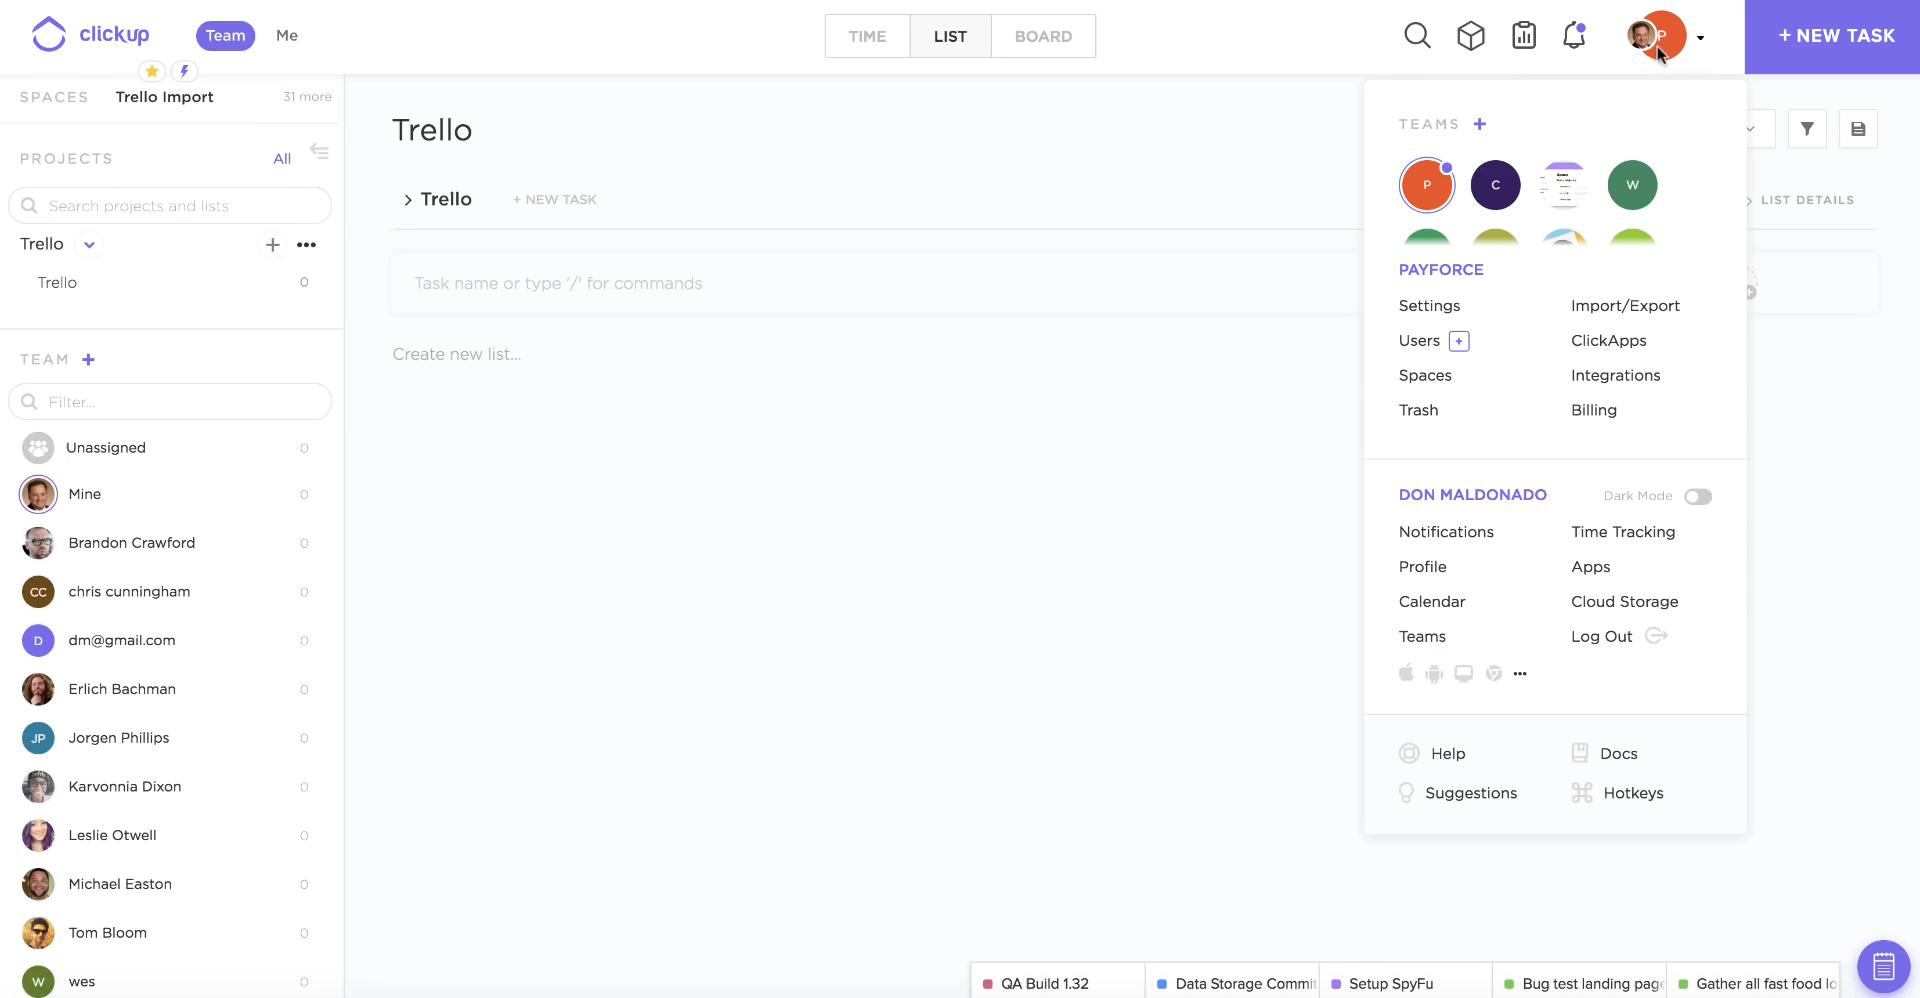 clickup
Team
Me
TIME
LIST
BOARD
P
+ NEW TASK
SPACES
Trello Import
31 more
PROJECTS
All
Search projects and lists
Trello
Trello
0
TEAM +
Filter...
Unassigned
0
Mine
0
Brandon Crawford
0
CC
chris cunningham
0
D
dm@gmail.com
0
Erlich Bachman
0
JP
Jorgen Phillips
0
Karvonnia Dixon
0
Leslie Otwell
0
Michael Easton
0
Tom Bloom
0
W
wes
0
Trello
Trello
+ NEW TASK
LIST DETAILS
Task name or type '/' for commands
Create new list...
TEAMS +
P
C
W
PAYFORCE
Settings
Import/Export
Users +
ClickApps
Spaces
Integrations
Trash
Billing
DON MALDONADO
Dark Mode
Notifications
Time Tracking
Profile
Apps
Calendar
Cloud Storage
Teams
Log Out
Help
Docs
Suggestions
Hotkeys
QA Build 1.32
Data Storage Commit
Setup SpyFu
Bug test landing page
Gather all fast food lo